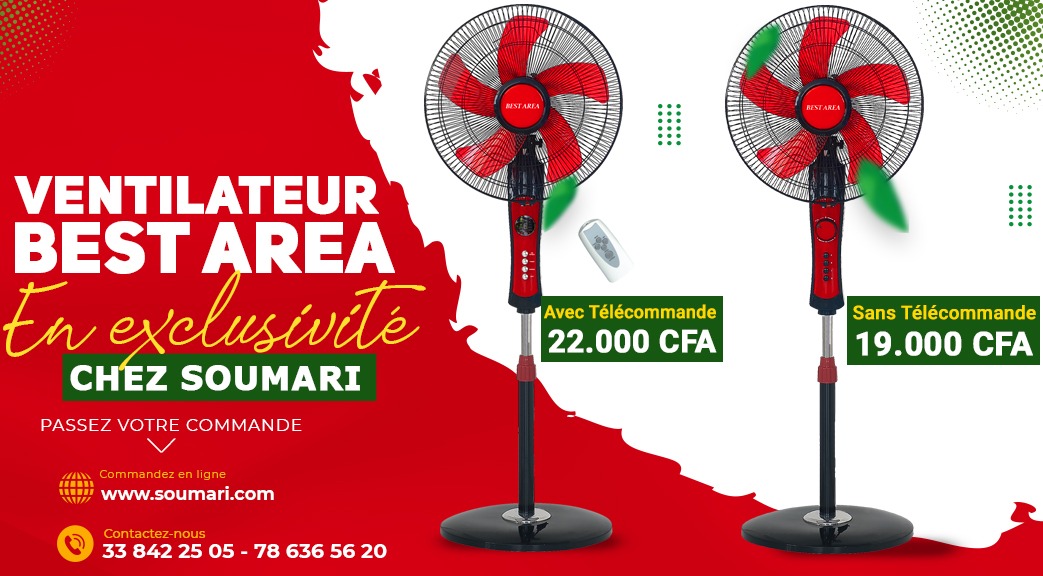 VENTILATEUR
BEST AREA
En exclusivité
CHEZ SOUMARI
PASSEZ VOTRE COMMANDE
Commandez en ligne
www.soumari.com
Contactez-nous
33 842 25 05 - 78 636 56 20
BEST AREA
Avec Télécommande
22.000 CFA
BEST AREA
Sans Télécommande
19.000 CFA